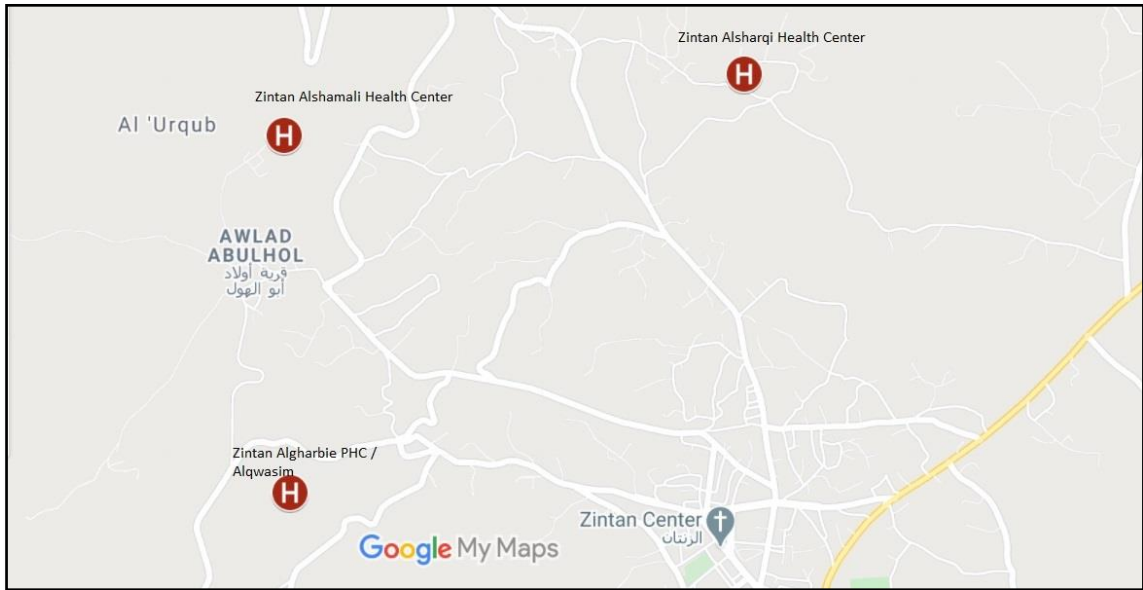 Zintan Alsharqi Health Center
H
Zintan Alshamali Health Center
Al 'Urqub
H
AWLAD
ABULHOL
قرية أولاد
أبو الهول
Zintan Algharbie PHC /
Alqwasim
H
Zintan Center
الزنتان
Google My Maps